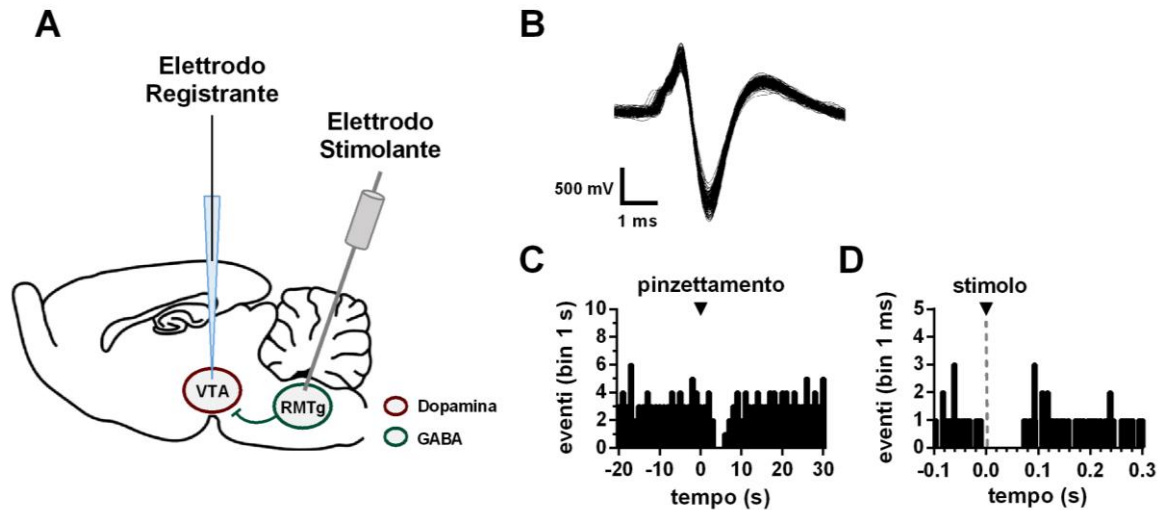 A
Elettrodo
Registrante
Elettrodo
Stimolante
VTA
RMTg
Dopamina
GABA
B
500 mV
1 ms
C
pinzettamento
eventi (bin 1 s)
10
8
6
4
2
0
-20 -10 0 10 20 30
tempo (s)
D
stimolo
eventi (bin 1 ms)
5
4
3
2
1
0
-0.1 0.0 0.1 0.2 0.3
tempo (s)